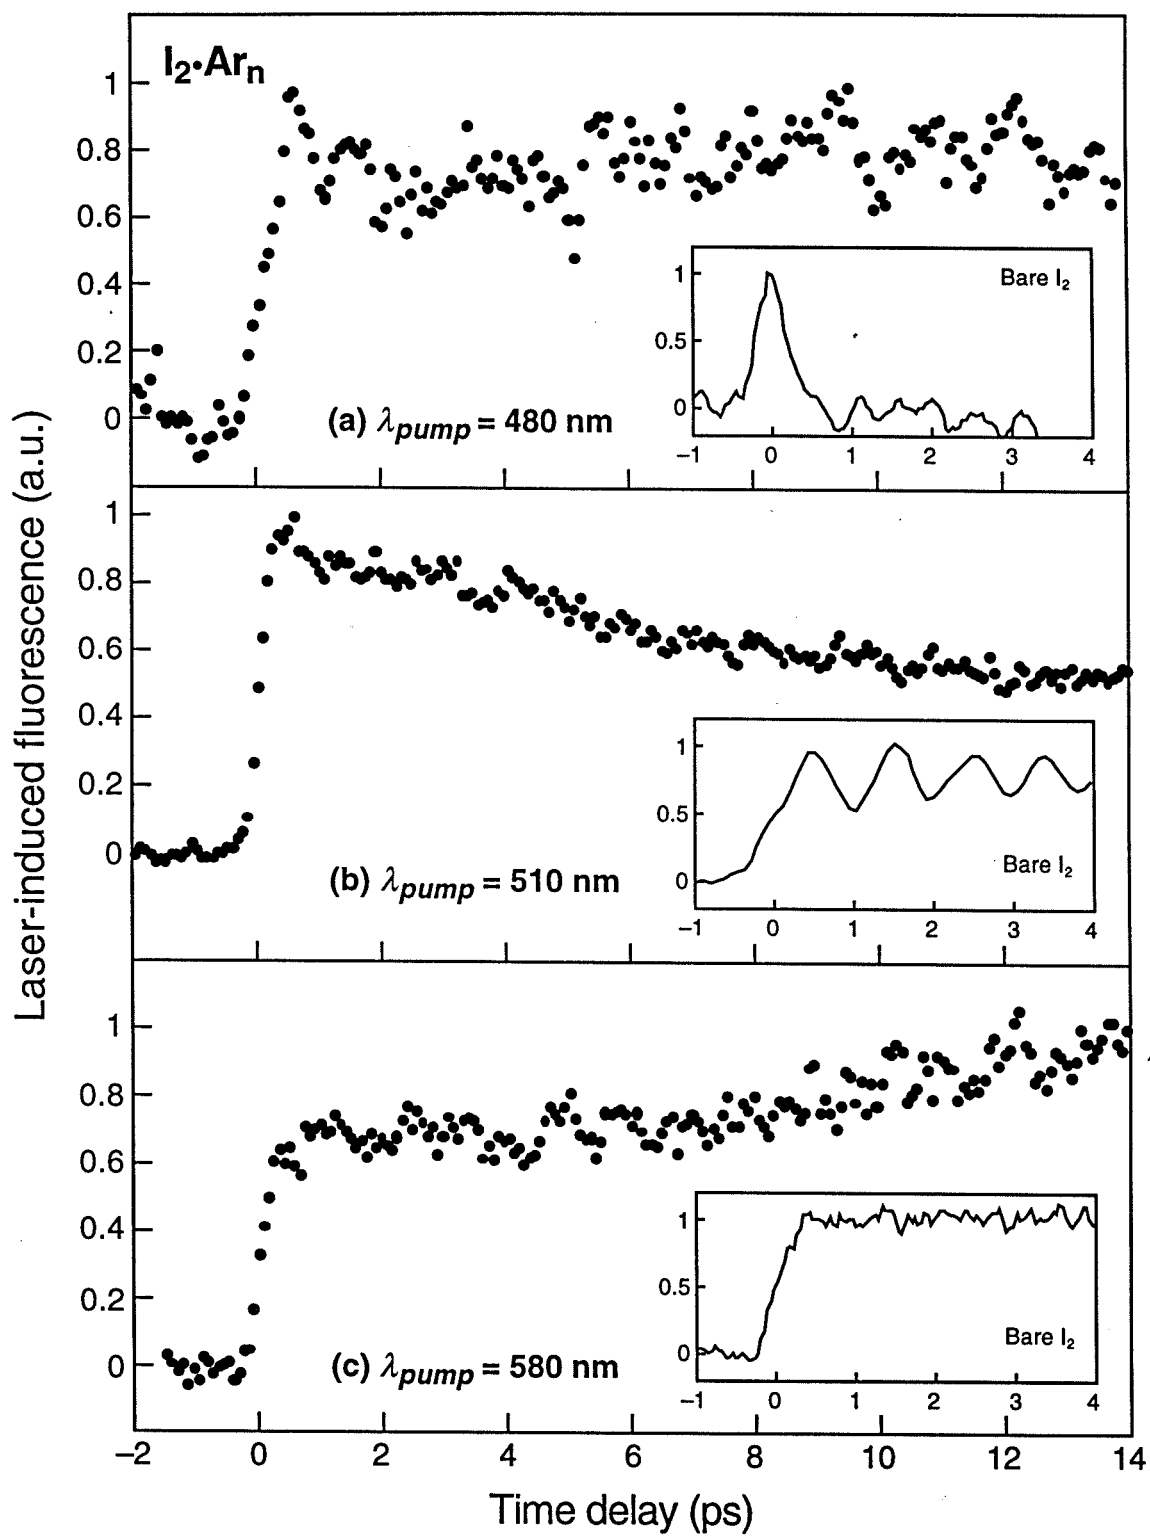 I₂•Arₙ
1
0.8
0.6
0.4
0.2
0
(a) λpump = 480 nm
Bare I₂
1
0.5
0
−1 0 1 2 3 4
1
0.8
0.6
0.4
0.2
0
(b) λpump = 510 nm
1
0.5
0
Bare I₂
−1 0 1 2 3 4
1
0.8
0.6
0.4
0.2
0
(c) λpump = 580 nm
1
0.5
0
Bare I₂
−1 0 1 2 3 4
−2 0 2 4 6 8 10 12 14
Time delay (ps)
Laser-induced fluorescence (a.u.)